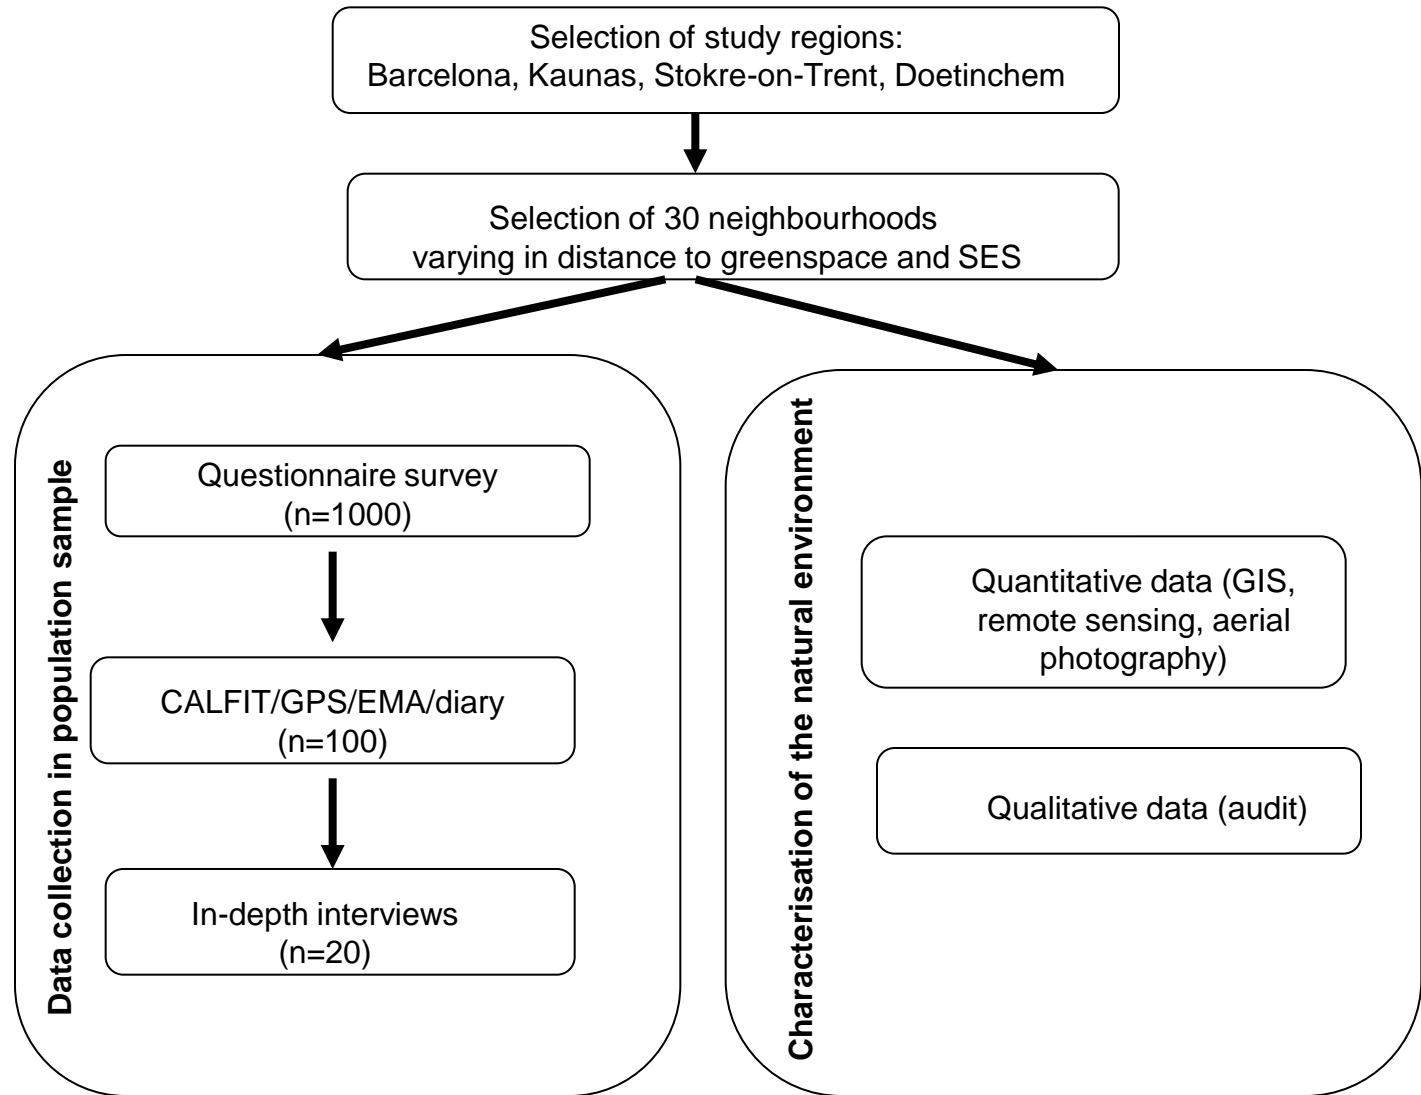 Selection of study regions:
Barcelona, Kaunas, Stokre-on-Trent, Doetinchem
Selection of 30 neighbourhoods
varying in distance to greenspace and SES
Data collection in population sample
Questionnaire survey
(n=1000)
CALFIT/GPS/EMA/diary
(n=100)
In-depth interviews
(n=20)
Characterisation of the natural environment
Quantitative data (GIS,
remote sensing, aerial
photography)
Qualitative data (audit)